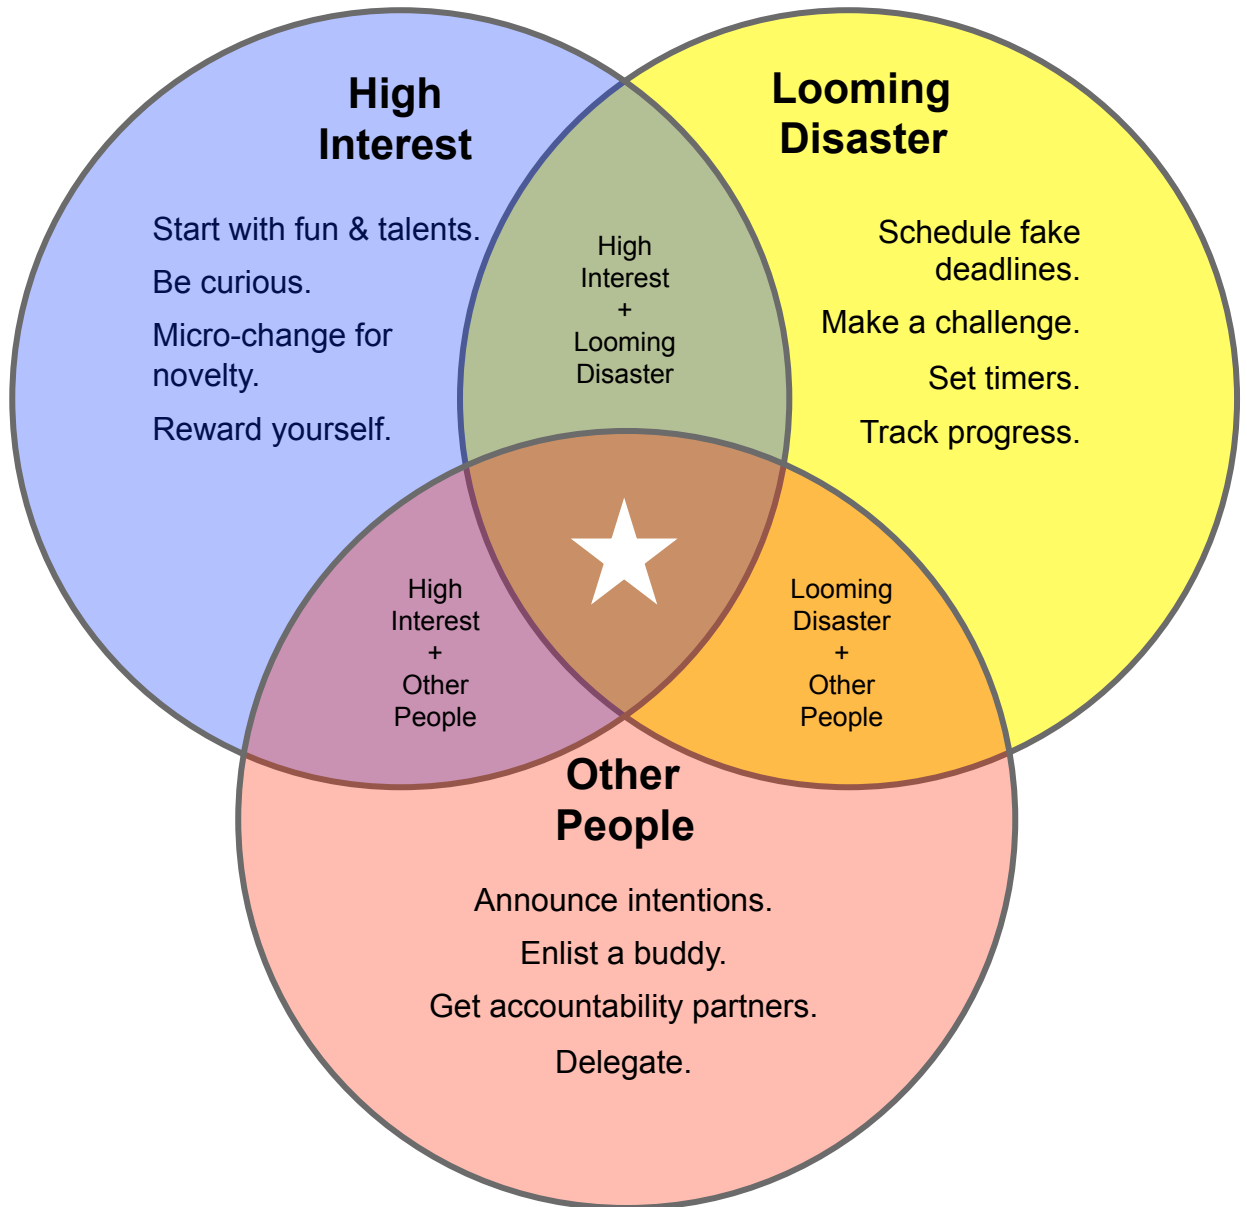 High
Interest
Start with fun & talents.
Be curious.
Micro-change for
novelty.
Reward yourself.
High
Interest
+
Looming
Disaster
Looming
Disaster
Schedule fake
deadlines.
Make a challenge.
Set timers.
Track progress.
High
Interest
+
Other
People
Looming
Disaster
+
Other
People
Other
People
Announce intentions.
Enlist a buddy.
Get accountability partners.
Delegate.